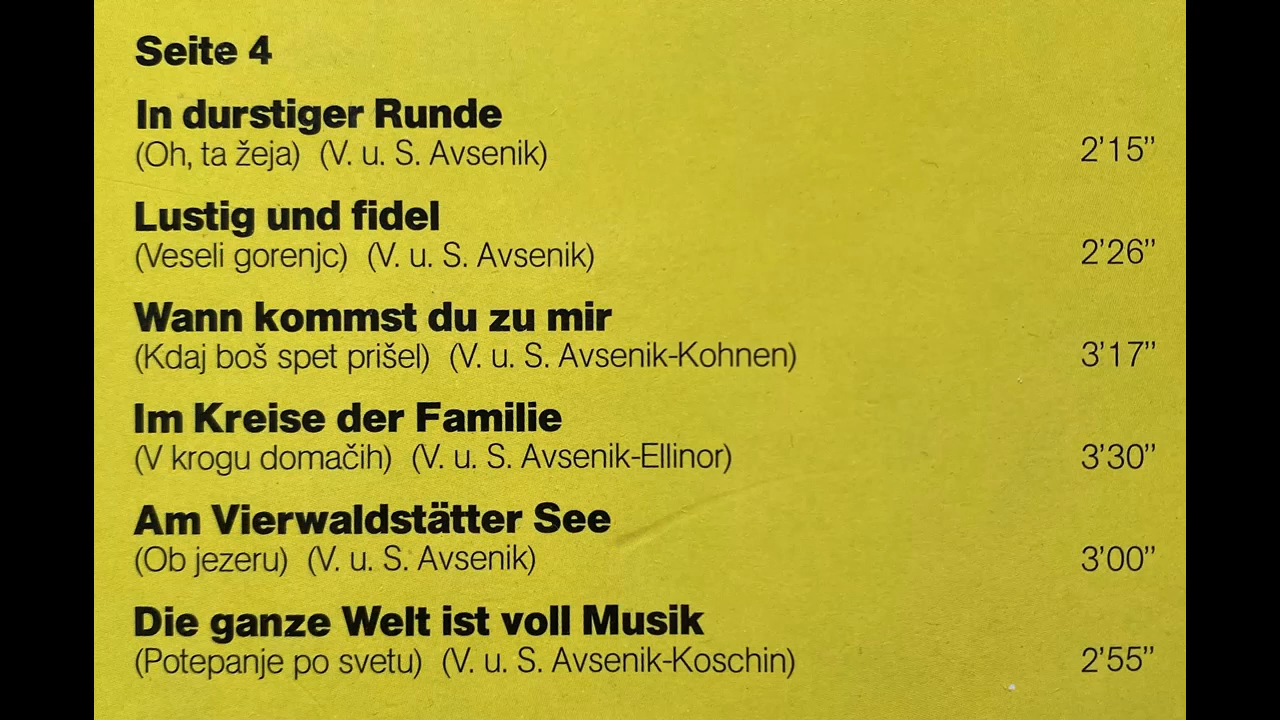 Seite 4
In durstiger Runde
(Oh, ta žeja) (V. u. S. Avsenik) 2'15”
Lustig und fidel
(Veseli gorenjc) (V. u. S. Avsenik) 2'26”
Wann kommst du zu mir
(Kdaj boš spet prišel) (V. u. S. Avsenik-Kohnen) 3'17”
Im Kreise der Familie
(V krogu domačih) (V. u. S. Avsenik-Ellinor) 3'30”
Am Vierwaldstätter See
(Ob jezeru) (V. u. S. Avsenik) 3'00”
Die ganze Welt ist voll Musik
(Potepanje po svetu) (V. u. S. Avsenik-Koschin) 2'55”